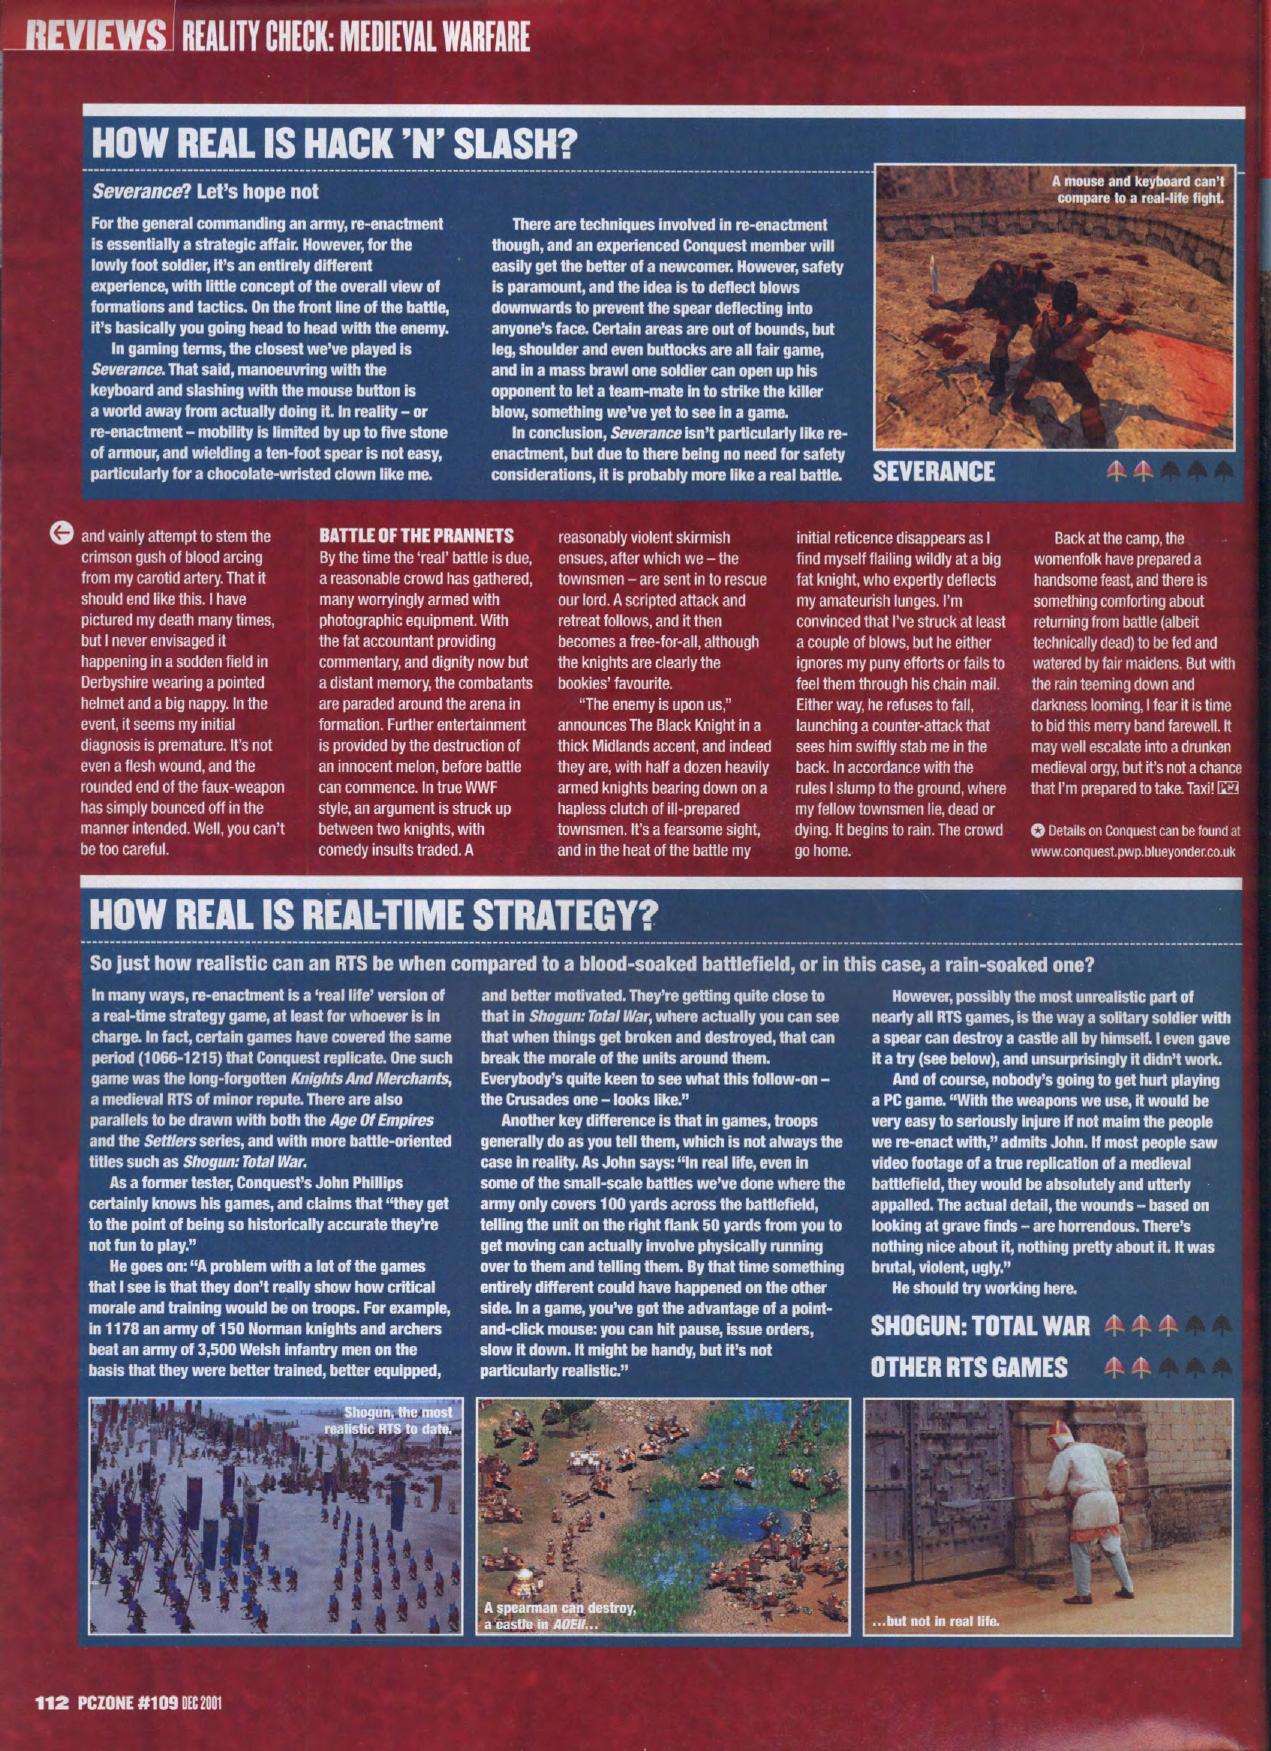 REVIEWS REALITY CHECK: MEDIEVAL WARFARE
HOW REAL IS HACK 'N' SLASH?
Severance? Let's hope not
For the general commanding an army, re-enactment
is essentially a strategic affair. However, for the
lowly foot soldier, it's an entirely different
experience, with little concept of the overall view of
formations and tactics. On the front line of the battle,
it's basically you going head to head with the enemy.
In gaming terms, the closest we've played is
Severance. That said, manoeuvring with the
keyboard and slashing with the mouse button is
a world away from actually doing it. In reality – or
re-enactment – mobility is limited by up to five stone
of armour, and wielding a ten-foot spear is not easy,
particularly for a chocolate-wristed clown like me.
There are techniques involved in re-enactment
though, and an experienced Conquest member will
easily get the better of a newcomer. However, safety
is paramount, and the idea is to deflect blows
downwards to prevent the spear deflecting into
anyone's face. Certain areas are out of bounds, but
leg, shoulder and even buttocks are all fair game,
and in a mass brawl one soldier can open up his
opponent to let a team-mate in to strike the killer
blow, something we've yet to see in a game.
In conclusion, Severance isn't particularly like re-
enactment, but due to there being no need for safety
considerations, it is probably more like a real battle.
A mouse and keyboard can't
compare to a real-life fight.
SEVERANCE
and vainly attempt to stem the
crimson gush of blood arcing
from my carotid artery. That it
should end like this. I have
pictured my death many times,
but I never envisaged it
happening in a sodden field in
Derbyshire wearing a pointed
helmet and a big nappy. In the
event, it seems my initial
diagnosis is premature. It's not
even a flesh wound, and the
rounded end of the faux-weapon
has simply bounced off in the
manner intended. Well, you can't
be too careful.
BATTLE OF THE PRANNETS
By the time the 'real' battle is due,
a reasonable crowd has gathered,
many worryingly armed with
photographic equipment. With
the fat accountant providing
commentary, and dignity now but
a distant memory, the combatants
are paraded around the arena in
formation. Further entertainment
is provided by the destruction of
an innocent melon, before battle
can commence. In true WWF
style, an argument is struck up
between two knights, with
comedy insults traded. A
reasonably violent skirmish
ensues, after which we – the
townsmen – are sent in to rescue
our lord. A scripted attack and
retreat follows, and it then
becomes a free-for-all, although
the knights are clearly the
bookies' favourite.
"The enemy is upon us,"
announces The Black Knight in a
thick Midlands accent, and indeed
they are, with half a dozen heavily
armed knights bearing down on a
hapless clutch of ill-prepared
townsmen. It's a fearsome sight,
and in the heat of the battle my
initial reticence disappears as I
find myself flailing wildly at a big
fat knight, who expertly deflects
my amateurish lunges. I'm
convinced that I've struck at least
a couple of blows, but he either
ignores my puny efforts or fails to
feel them through his chain mail.
Either way, he refuses to fall,
launching a counter-attack that
sees him swiftly stab me in the
back. In accordance with the
rules I slump to the ground, where
my fellow townsmen lie, dead or
dying. It begins to rain. The crowd
go home.
Back at the camp, the
womenfolk have prepared a
handsome feast, and there is
something comforting about
returning from battle (albeit
technically dead) to be fed and
watered by fair maidens. But with
the rain teeming down and
darkness looming, I fear it is time
to bid this merry band farewell. It
may well escalate into a drunken
medieval orgy, but it's not a chance
that I'm prepared to take. Taxi! PCZ
Details on Conquest can be found at
www.conquest.pwp.blueyonder.co.uk
HOW REAL IS REAL-TIME STRATEGY?
So just how realistic can an RTS be when compared to a blood-soaked battlefield, or in this case, a rain-soaked one?
In many ways, re-enactment is a 'real life' version of
a real-time strategy game, at least for whoever is in
charge. In fact, certain games have covered the same
period (1066-1215) that Conquest replicate. One such
game was the long-forgotten Knights And Merchants,
a medieval RTS of minor repute. There are also
parallels to be drawn with both the Age Of Empires
and the Settlers series, and with more battle-oriented
titles such as Shogun: Total War.
As a former tester, Conquest's John Phillips
certainly knows his games, and claims that "they get
to the point of being so historically accurate they're
not fun to play."
He goes on: "A problem with a lot of the games
that I see is that they don't really show how critical
morale and training would be on troops. For example,
in 1178 an army of 150 Norman knights and archers
beat an army of 3,500 Welsh infantry men on the
basis that they were better trained, better equipped,
and better motivated. They're getting quite close to
that in Shogun: Total War, where actually you can see
that when things get broken and destroyed, that can
break the morale of the units around them.
Everybody's quite keen to see what this follow-on –
the Crusades one – looks like."
Another key difference is that in games, troops
generally do as you tell them, which is not always the
case in reality. As John says: "In real life, even in
some of the small-scale battles we've done where the
army only covers 100 yards across the battlefield,
telling the unit on the right flank 50 yards from you to
get moving can actually involve physically running
over to them and telling them. By that time something
entirely different could have happened on the other
side. In a game, you've got the advantage of a point-
and-click mouse: you can hit pause, issue orders,
slow it down. It might be handy, but it's not
particularly realistic."
However, possibly the most unrealistic part of
nearly all RTS games, is the way a solitary soldier with
a spear can destroy a castle all by himself. I even gave
it a try (see below), and unsurprisingly it didn't work.
And of course, nobody's going to get hurt playing
a PC game. "With the weapons we use, it would be
very easy to seriously injure if not maim the people
we re-enact with," admits John. If most people saw
video footage of a true replication of a medieval
battlefield, they would be absolutely and utterly
appalled. The actual detail, the wounds – based on
looking at grave finds – are horrendous. There's
nothing nice about it, nothing pretty about it. It was
brutal, violent, ugly."
He should try working here.
SHOGUN: TOTAL WAR
OTHER RTS GAMES
Shogun, the most
realistic RTS to date.
A spearman can destroy,
a castle in AOEII...
...but not in real life.
112 PCZONE #109 DEC 2001